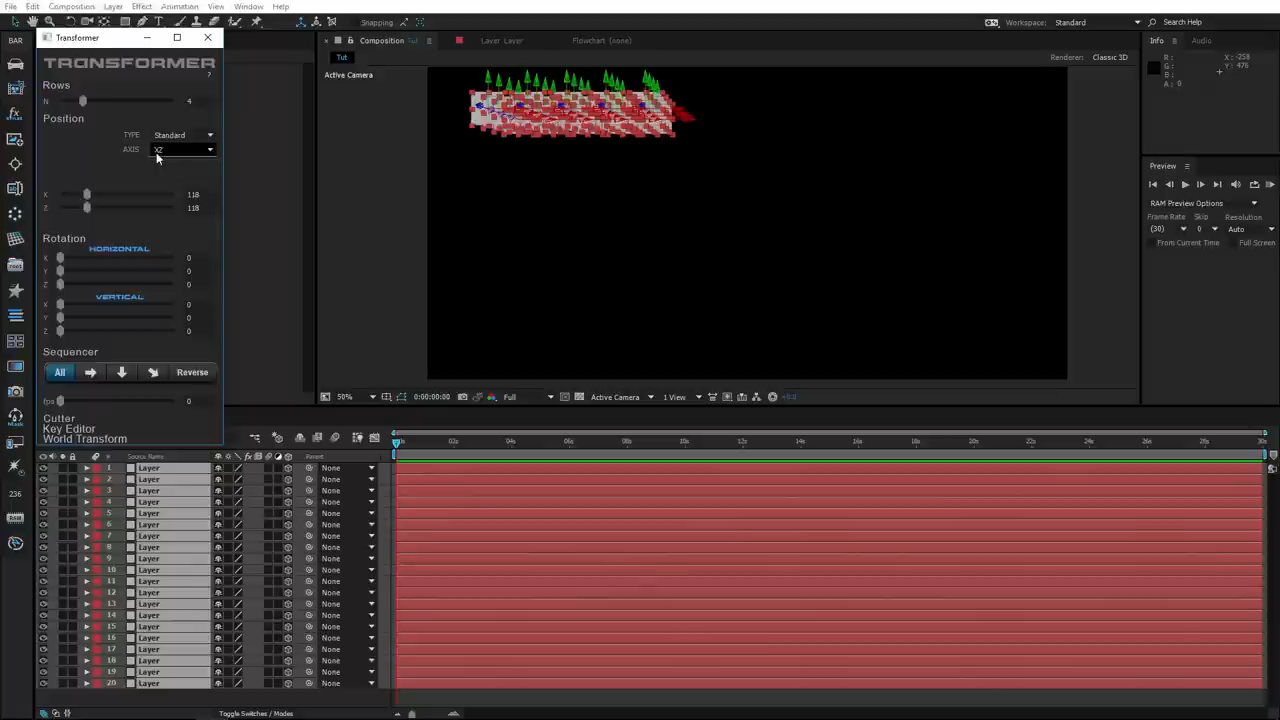 File Edit Composition Layer Effect Animation View Window Help
Snapping
Workspace: Standard
Search Help
BAR
Transformer
TRANSFORMER
?
Rows
N 4
Position
TYPE Standard
AXIS XZ
X 118
Z 118
Rotation
HORIZONTAL
X 0
Y 0
Z 0
VERTICAL
X 0
Y 0
Z 0
Sequencer
All Reverse
fps 0
Cutter
Key Editor
World Transform
Composition Tut Layer Layer Flowchart (none)
Tut
Renderer: Classic 3D
Active Camera
50% 0:00:00:00 Full Active Camera 1 View +0.0
Info Audio
R: X: -258
G: Y: 476
B:
A: 0
Preview
RAM Preview Options
Frame Rate Skip Resolution
(30) 0 Auto
From Current Time Full Screen
02s 04s 06s 08s 10s 12s 14s 16s 18s 20s 22s 24s 26s 28s 30s
# Source Name Parent
1 Layer None
2 Layer None
3 Layer None
4 Layer None
5 Layer None
6 Layer None
7 Layer None
8 Layer None
9 Layer None
10 Layer None
11 Layer None
12 Layer None
13 Layer None
14 Layer None
15 Layer None
16 Layer None
17 Layer None
18 Layer None
19 Layer None
20 Layer None
236
RAM
Toggle Switches / Modes